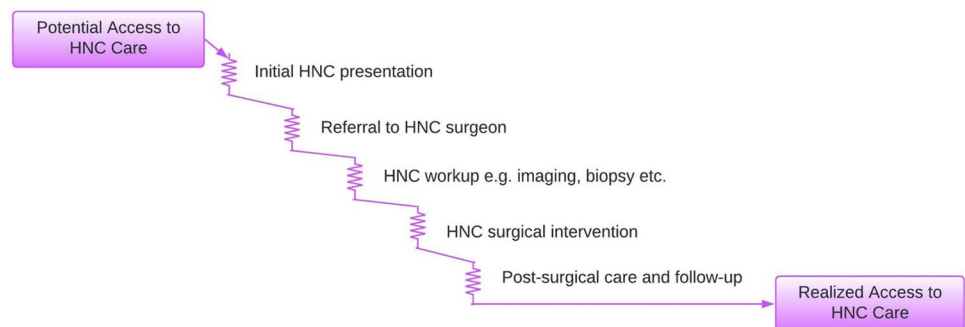 Potential Access to
HNC Care
Initial HNC presentation
Referral to HNC surgeon
HNC workup e.g. imaging, biopsy etc.
HNC surgical intervention
Post-surgical care and follow-up
Realized Access to
HNC Care